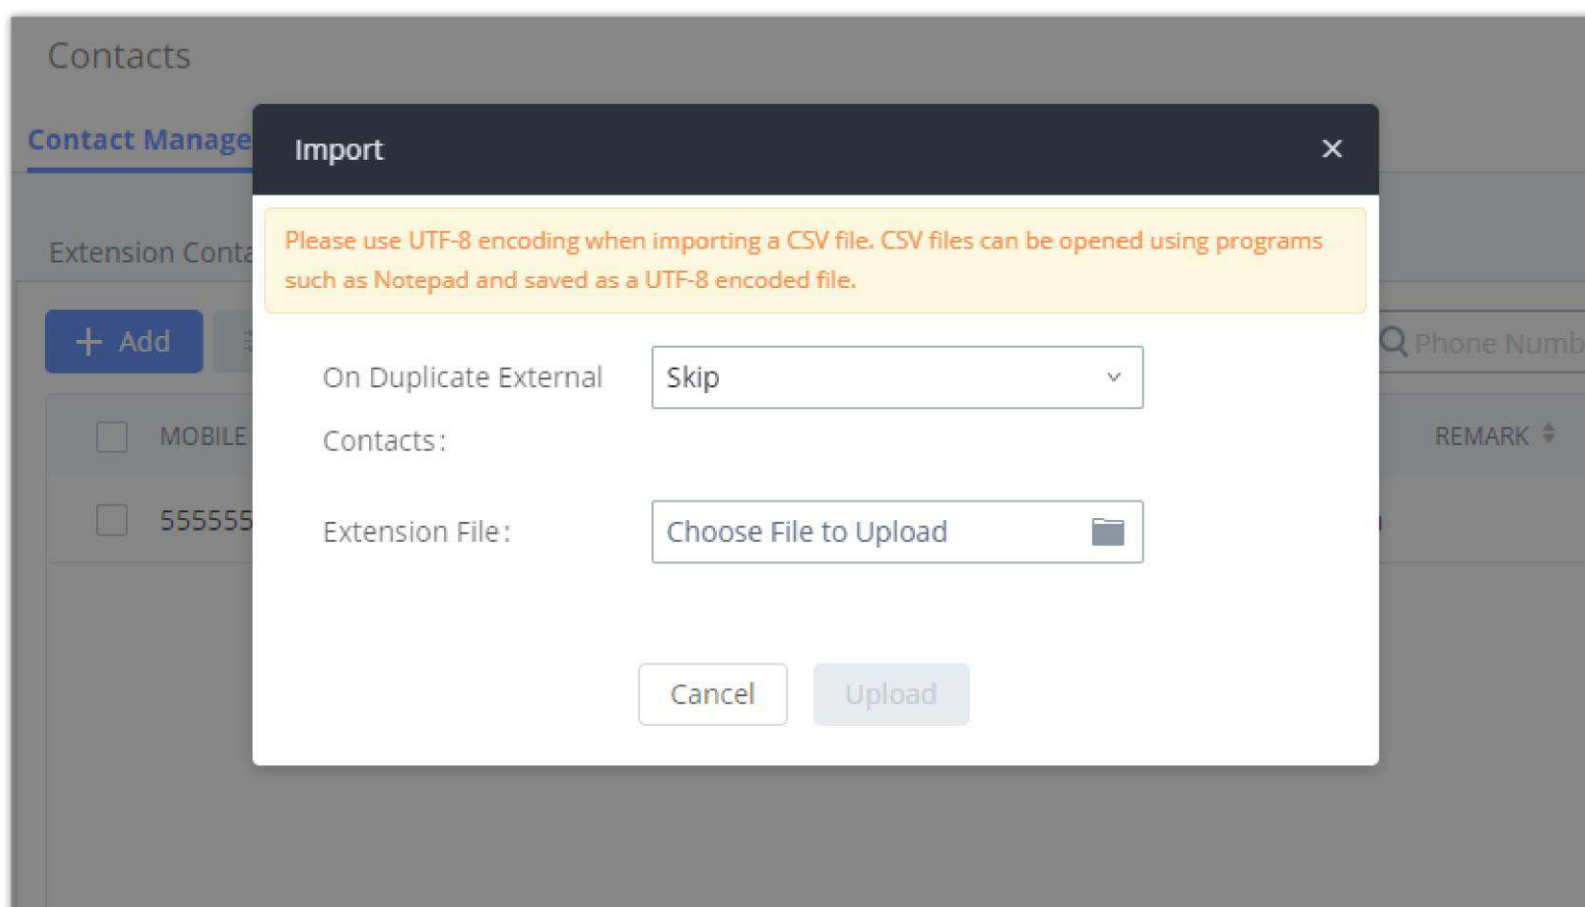 Contacts
Contact Manage
Import
Please use UTF-8 encoding when importing a CSV file. CSV files can be opened using programs
such as Notepad and saved as a UTF-8 encoded file.
Extension Conta
+ Add
Phone Numb
On Duplicate External
Contacts:
Skip
MOBILE
REMARK
555555
Extension File:
Choose File to Upload
Cancel
Upload